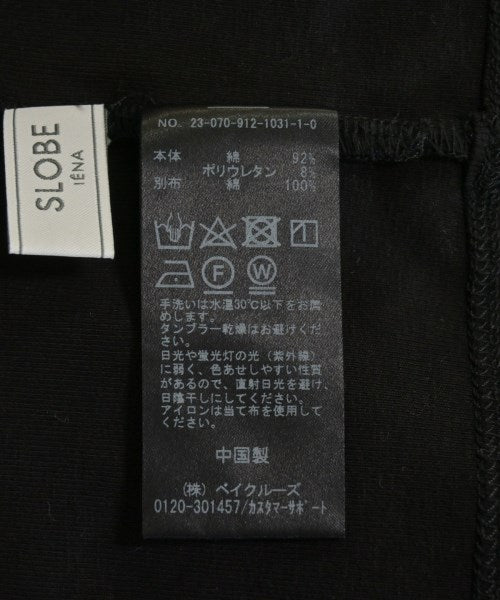 SLOBE
IÉNA
NO. 23-070-912-1031-1-0
本体 綿 92%
ポリウレタン 8%
別布 綿 100%
F W
手洗いは水温30℃以下をお薦
めします。
タンブラー乾燥はお避けくだ
さい。
日光や蛍光灯の光（紫外線）
に弱く、色あせしやすい性質
があるので、直射日光を避け、
日蔭干しにしてください。
アイロンは当て布を使用して
ください。
中国製
（株）ベイクルーズ
0120-301457/カスタマーサポート